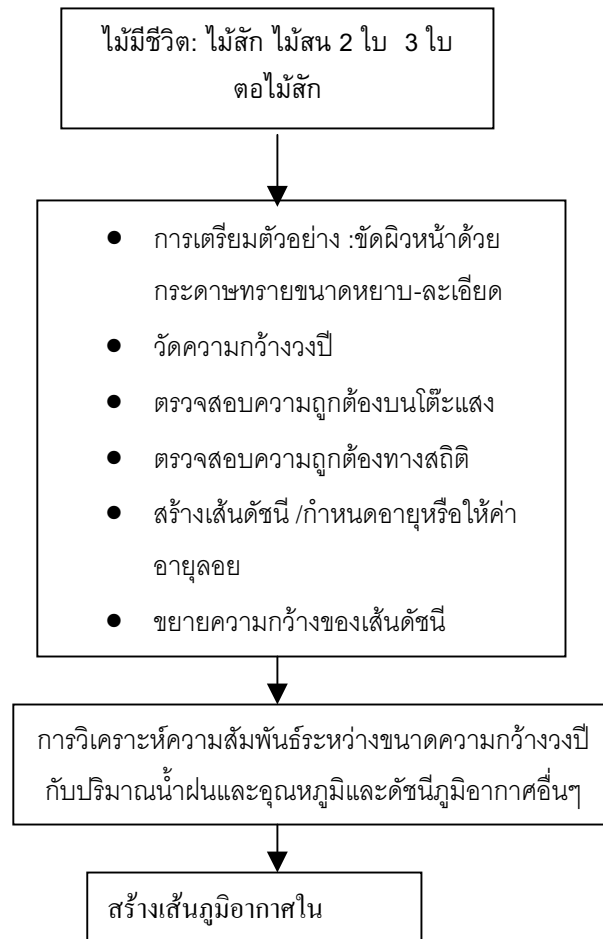 ไม้มีชีวิต: ไม้สัก ไม้สน 2 ใบ 3 ใบ
ตอไม้สัก
● การเตรียมตัวอย่าง :ขัดผิวหน้าด้วย
กระดาษทรายขนาดหยาบ-ละเอียด
● วัดความกว้างวงปี
● ตรวจสอบความถูกต้องบนโต๊ะแสง
● ตรวจสอบความถูกต้องทางสถิติ
● สร้างเส้นดัชนี /กำหนดอายุหรือให้ค่า
อายุลอย
● ขยายความกว้างของเส้นดัชนี
การวิเคราะห์ความสัมพันธ์ระหว่างขนาดความกว้างวงปี
กับปริมาณน้ำฝนและอุณหภูมิและดัชนีภูมิอากาศอื่นๆ
สร้างเส้นภูมิอากาศใน